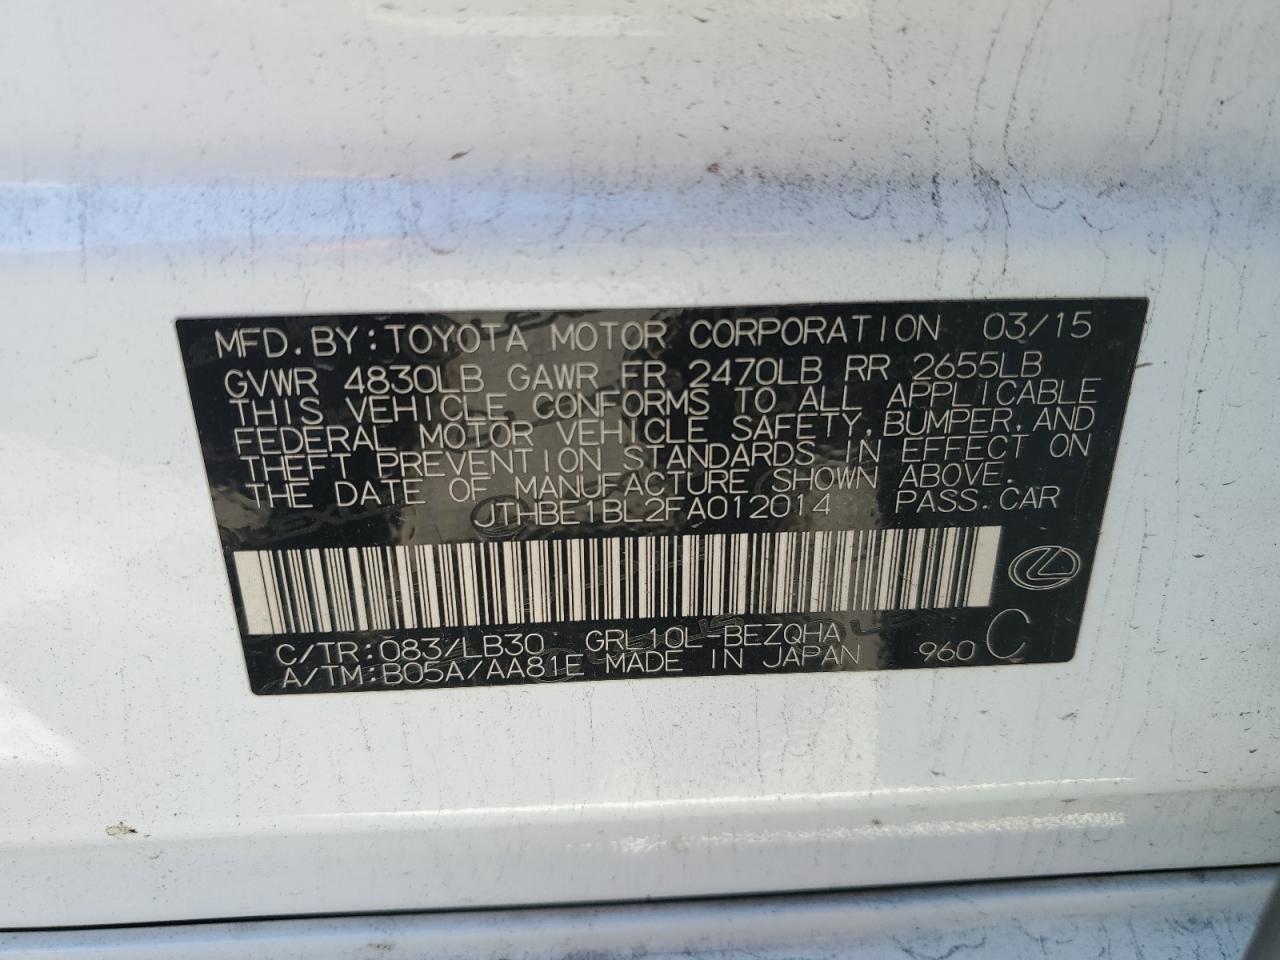 MFD. BY: TOYOTA MOTOR CORPORATION 03/15
GVWR 4830LB GAWR FR 2470LB RR 2655LB
THIS VEHICLE CONFORMS TO ALL APPLICABLE
FEDERAL MOTOR VEHICLE SAFETY, BUMPER, AND
THEFT PREVENTION STANDARDS IN EFFECT ON
THE DATE OF MANUFACTURE SHOWN ABOVE.
JTHBE1BL2FA012014 PASS. CAR
C/TR: 083/LB30 GRL10L-BEZQHA
A/TM: B05A/AA81E MADE IN JAPAN 960 C